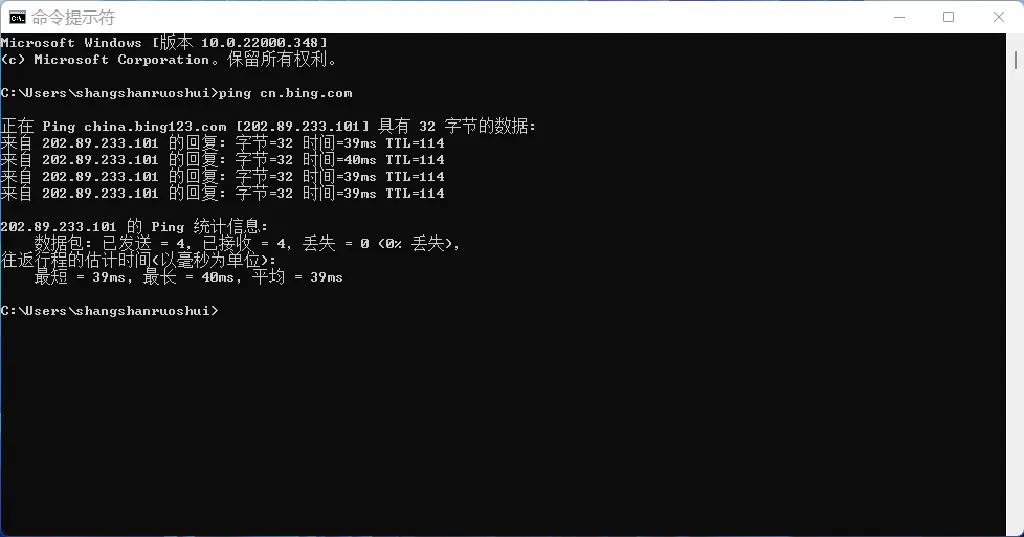 命令提示符
Microsoft Windows [版本 10.0.22000.348]
(c) Microsoft Corporation。保留所有权利。
C:\Users\shangshanruoshui>ping cn.bing.com
正在 Ping china.bing123.com [202.89.233.101] 具有 32 字节的数据:
来自 202.89.233.101 的回复: 字节=32 时间=39ms TTL=114
来自 202.89.233.101 的回复: 字节=32 时间=40ms TTL=114
来自 202.89.233.101 的回复: 字节=32 时间=39ms TTL=114
来自 202.89.233.101 的回复: 字节=32 时间=39ms TTL=114
202.89.233.101 的 Ping 统计信息:
数据包: 已发送 = 4, 已接收 = 4, 丢失 = 0 (0% 丢失),
往返行程的估计时间(以毫秒为单位):
最短 = 39ms, 最长 = 40ms, 平均 = 39ms
C:\Users\shangshanruoshui>